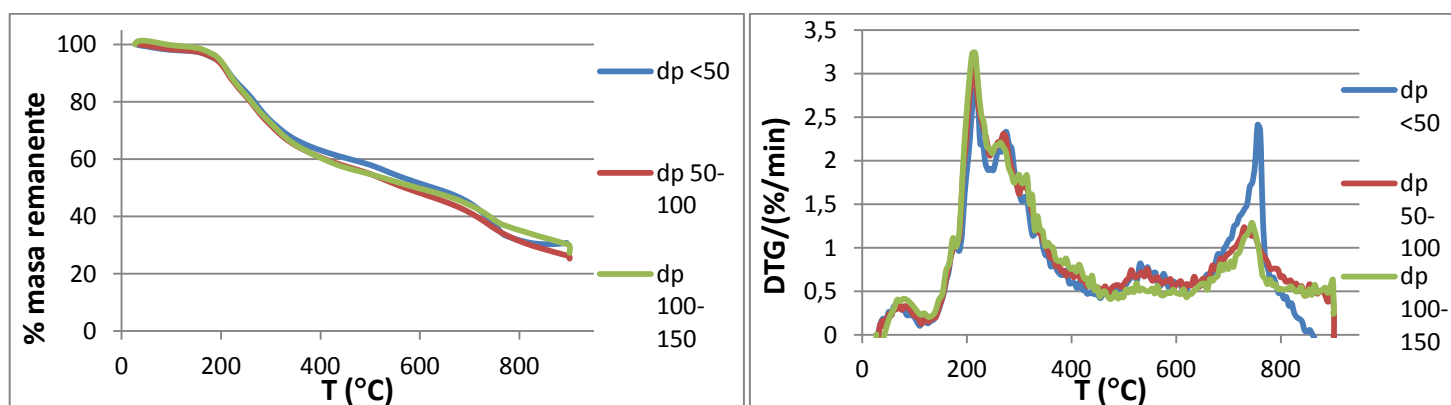 % masa remanente
100
80
60
40
20
0
0 200 400 600 800
T (°C)
dp <50
dp 50-
100
dp
100-
150
DTG/(%/min)
3,5
3
2,5
2
1,5
1
0,5
0
0 200 400 600 800
T (°C)
dp
<50
dp
50-
100
dp
100-
150